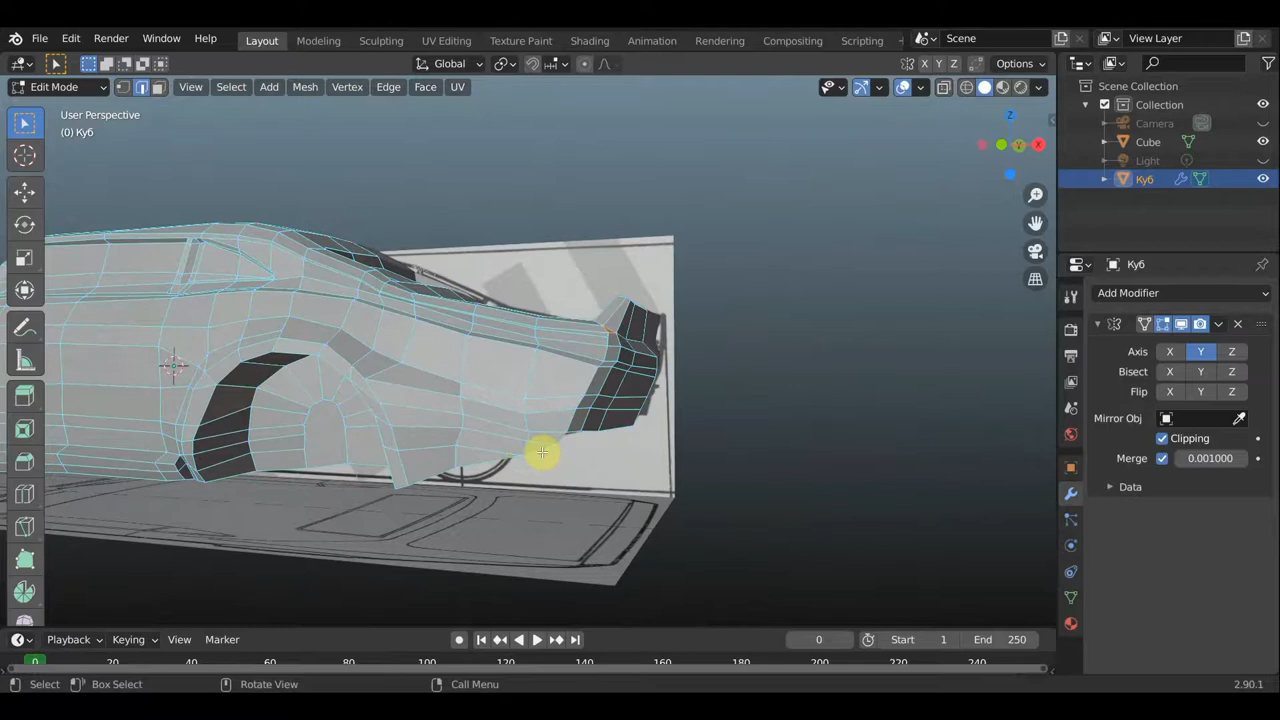 File Edit Render Window Help Layout Modeling Sculpting UV Editing Texture Paint Shading Animation Rendering Compositing Scripting Scene View Layer
Global X Y Z Options
Edit Mode View Select Add Mesh Vertex Edge Face UV
User Perspective
(0) Куб
Z
Y
X
Scene Collection
Collection
Camera
Cube
Light
Куб
Куб
Add Modifier
Axis X Y Z
Bisect X Y Z
Flip X Y Z
Mirror Obj
Clipping
Merge 0.001000
Data
Playback Keying View Marker 0 Start 1 End 250
0 20 40 60 80 100 120 140 160 180 200 220 240
Select Box Select Rotate View Call Menu 2.90.1